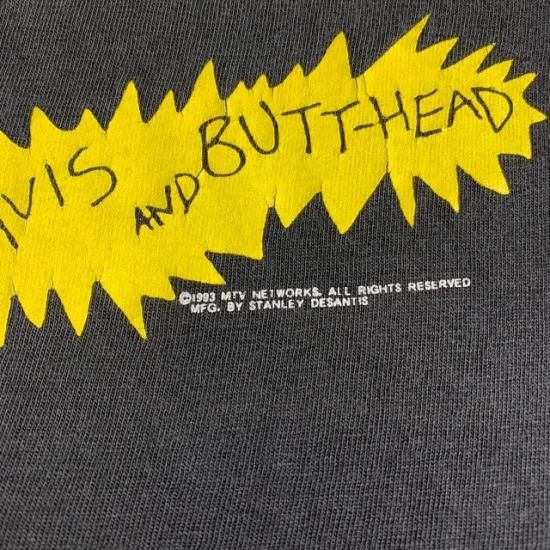 VIS AND BUTT-HEAD
©1993 MTV NETWORKS. ALL RIGHTS RESERVED
MFG. BY STANLEY DESANTIS